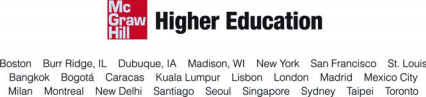 Mc
Graw
Hill
Higher Education
Boston Burr Ridge, IL Dubuque, IA Madison, WI New York San Francisco St. Louis
Bangkok Bogotá Caracas Kuala Lumpur Lisbon London Madrid Mexico City
Milan Montreal New Delhi Santiago Seoul Singapore Sydney Taipei Toronto